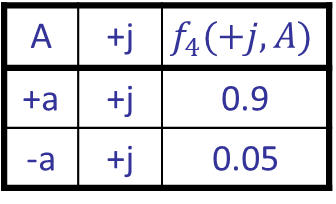 A +j f₄(+j, A)
+a +j 0.9
-a +j 0.05